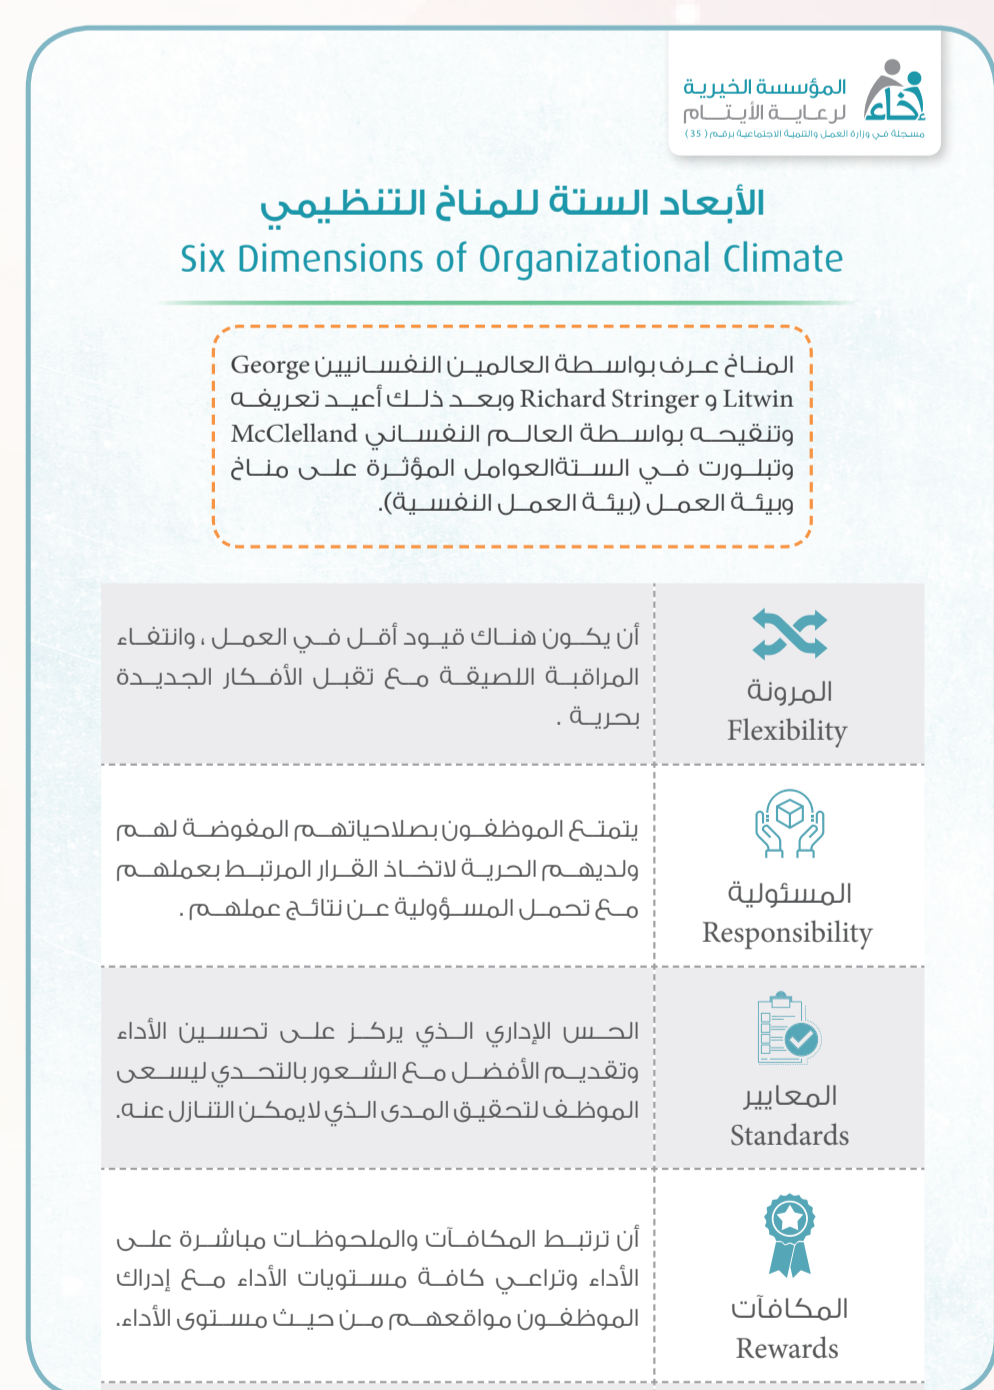 المؤسسة الخيرية
لرعاية الأيتام
مسجلة في وزارة العمل والتنمية الاجتماعية برقم ( 35 )
إخاء
الأبعاد الستة للمناخ التنظيمي
Six Dimensions of Organizational Climate
المناخ عرف بواسطة العالمين النفسانيين George
Litwin و Richard Stringer وبعد ذلك أعيد تعريفه
وتنقيحه بواسطة العالم النفساني McClelland
وتبلورت في الستةالعوامل المؤثرة على مناخ
وبيئة العمل (بيئة العمل النفسية).
المرونة
Flexibility
أن يكون هناك قيود أقل في العمل ، وانتفاء
المراقبة اللصيقة مع تقبل الأفكار الجديدة
بحرية .
المسئولية
Responsibility
يتمتع الموظفون بصلاحياتهم المفوضة لهم
ولديهم الحرية لاتخاذ القرار المرتبط بعملهم
مع تحمل المسؤولية عن نتائج عملهم .
المعايير
Standards
الحس الإداري الذي يركز على تحسين الأداء
وتقديم الأفضل مع الشعور بالتحدي ليسعى
الموظف لتحقيق المدى الذي لايمكن التنازل عنه.
المكافآت
Rewards
أن ترتبط المكافآت والملحوظات مباشرة على
الأداء وتراعي كافة مستويات الأداء مع إدراك
الموظفون مواقعهم من حيث مستوى الأداء.